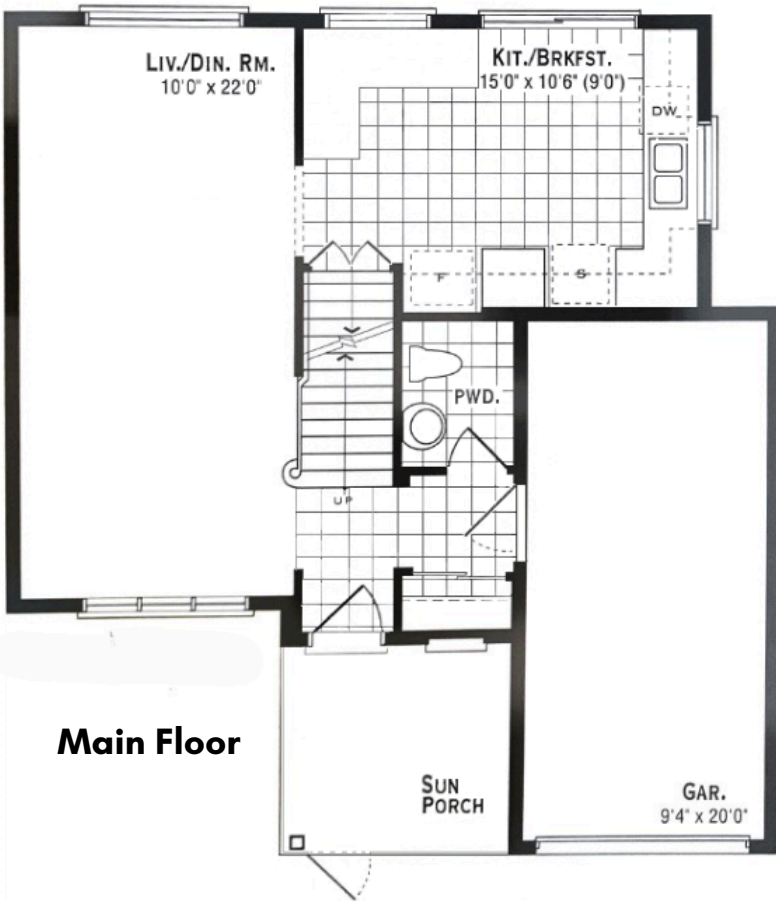 LIV./DIN. RM.
10'0" x 22'0"
KIT./BRKFST.
15'0" x 10'6" (9'0")
DW
F
S
PWD.
UP
Main Floor
SUN
PORCH
GAR.
9'4" x 20'0"